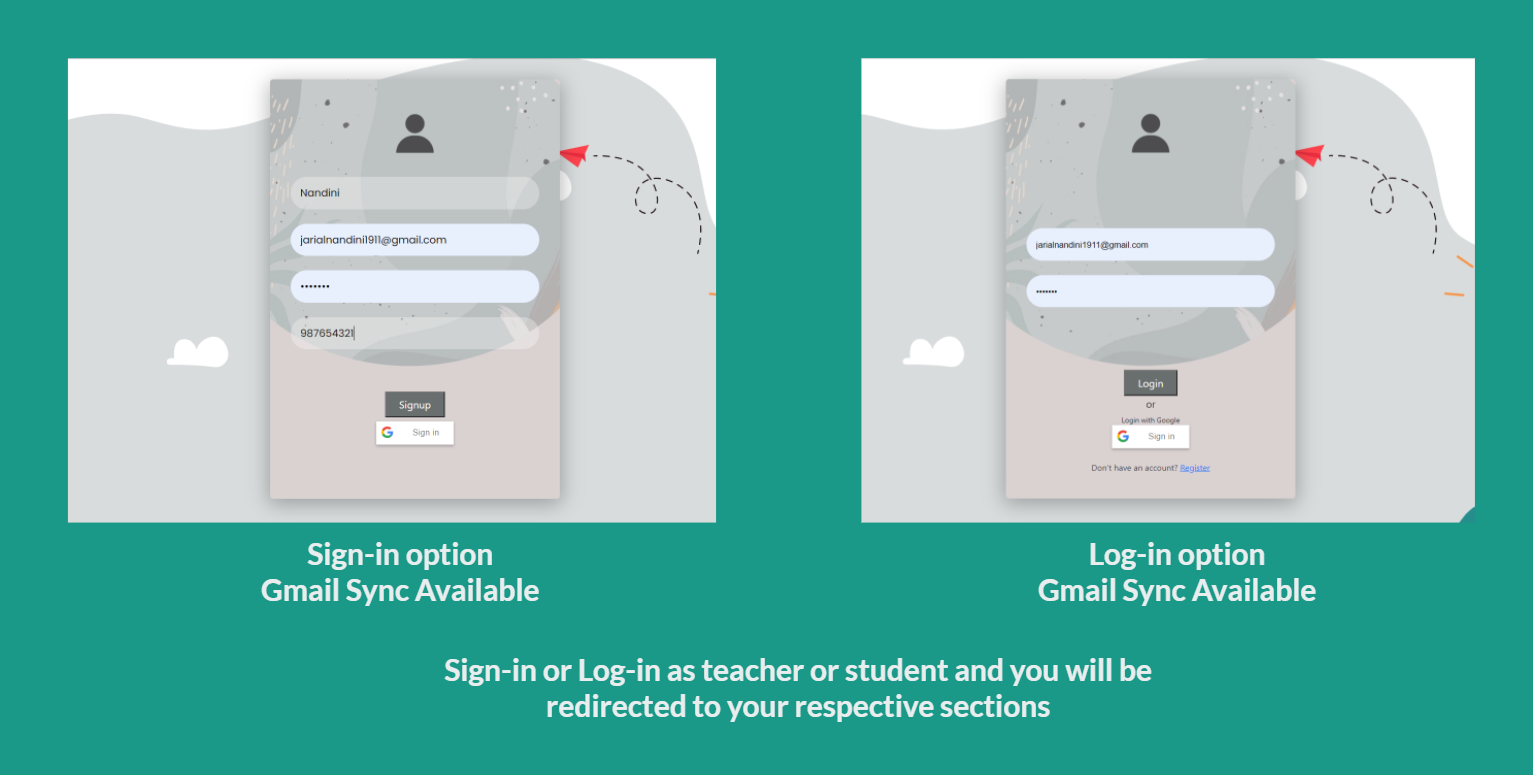 Nandini
jarialnandini1911@gmail.com
•••••••
987654321
Signup
Sign in
Sign-in option
Gmail Sync Available
jarialnandini1911@gmail.com
•••••••
Login
or
Login with Google
Sign in
Don't have an account? Register
Log-in option
Gmail Sync Available
Sign-in or Log-in as teacher or student and you will be
redirected to your respective sections